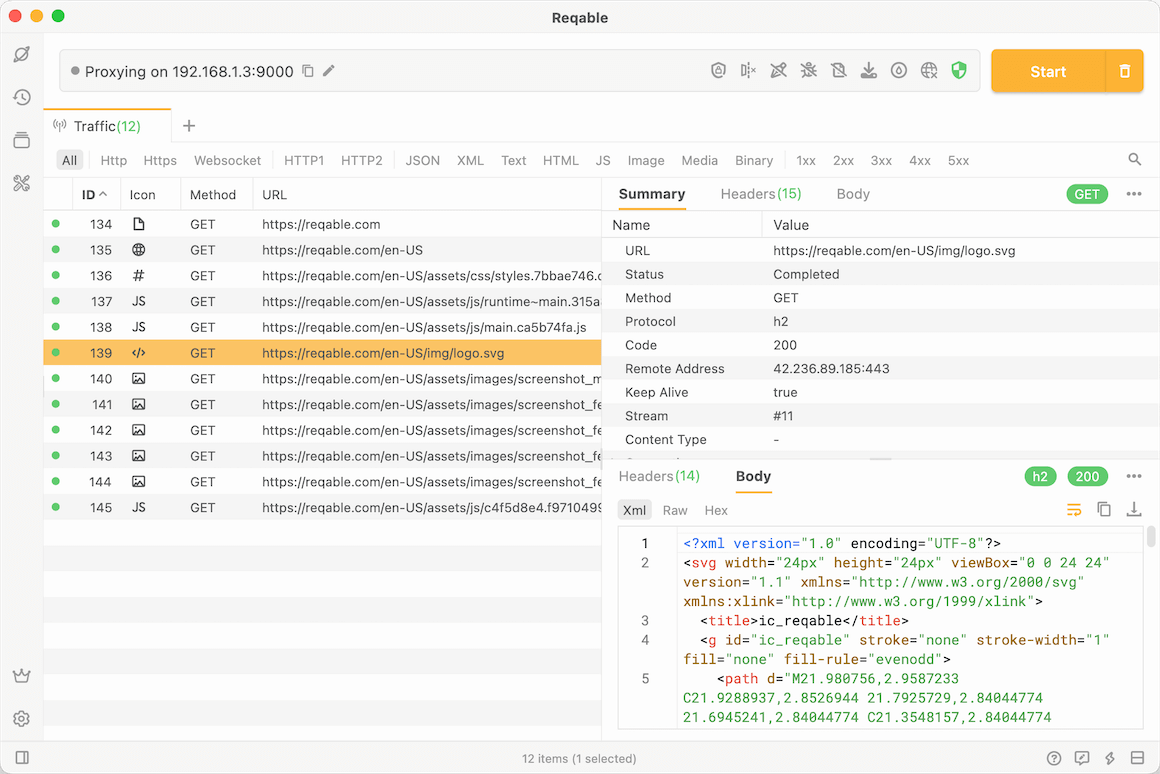 Reqable
Proxying on 192.168.1.3:9000
Start
Traffic(12)
All Http Https Websocket HTTP1 HTTP2 JSON XML Text HTML JS Image Media Binary 1xx 2xx 3xx 4xx 5xx
ID Icon Method URL
134 GET https://reqable.com
135 GET https://reqable.com/en-US
136 # GET https://reqable.com/en-US/assets/css/styles.7bbae746.c
137 JS GET https://reqable.com/en-US/assets/js/runtime~main.315a
138 JS GET https://reqable.com/en-US/assets/js/main.ca5b74fa.js
139 </> GET https://reqable.com/en-US/img/logo.svg
140 GET https://reqable.com/en-US/assets/images/screenshot_m
141 GET https://reqable.com/en-US/assets/images/screenshot_fe
142 GET https://reqable.com/en-US/assets/images/screenshot_fe
143 GET https://reqable.com/en-US/assets/images/screenshot_fe
144 GET https://reqable.com/en-US/assets/images/screenshot_fe
145 JS GET https://reqable.com/en-US/assets/js/c4f5d8e4.f9710499
Summary Headers(15) Body GET
Name Value
URL https://reqable.com/en-US/img/logo.svg
Status Completed
Method GET
Protocol h2
Code 200
Remote Address 42.236.89.185:443
Keep Alive true
Stream #11
Content Type -
Headers(14) Body h2 200
Xml Raw Hex
1 <?xml version="1.0" encoding="UTF-8"?>
2 <svg width="24px" height="24px" viewBox="0 0 24 24"
version="1.1" xmlns="http://www.w3.org/2000/svg"
xmlns:xlink="http://www.w3.org/1999/xlink">
3 <title>ic_reqable</title>
4 <g id="ic_reqable" stroke="none" stroke-width="1"
fill="none" fill-rule="evenodd">
5 <path d="M21.980756,2.9587233
C21.9288937,2.8526944 21.7925729,2.84044774
21.6945241,2.84044774 C21.3548157,2.84044774
12 items (1 selected)